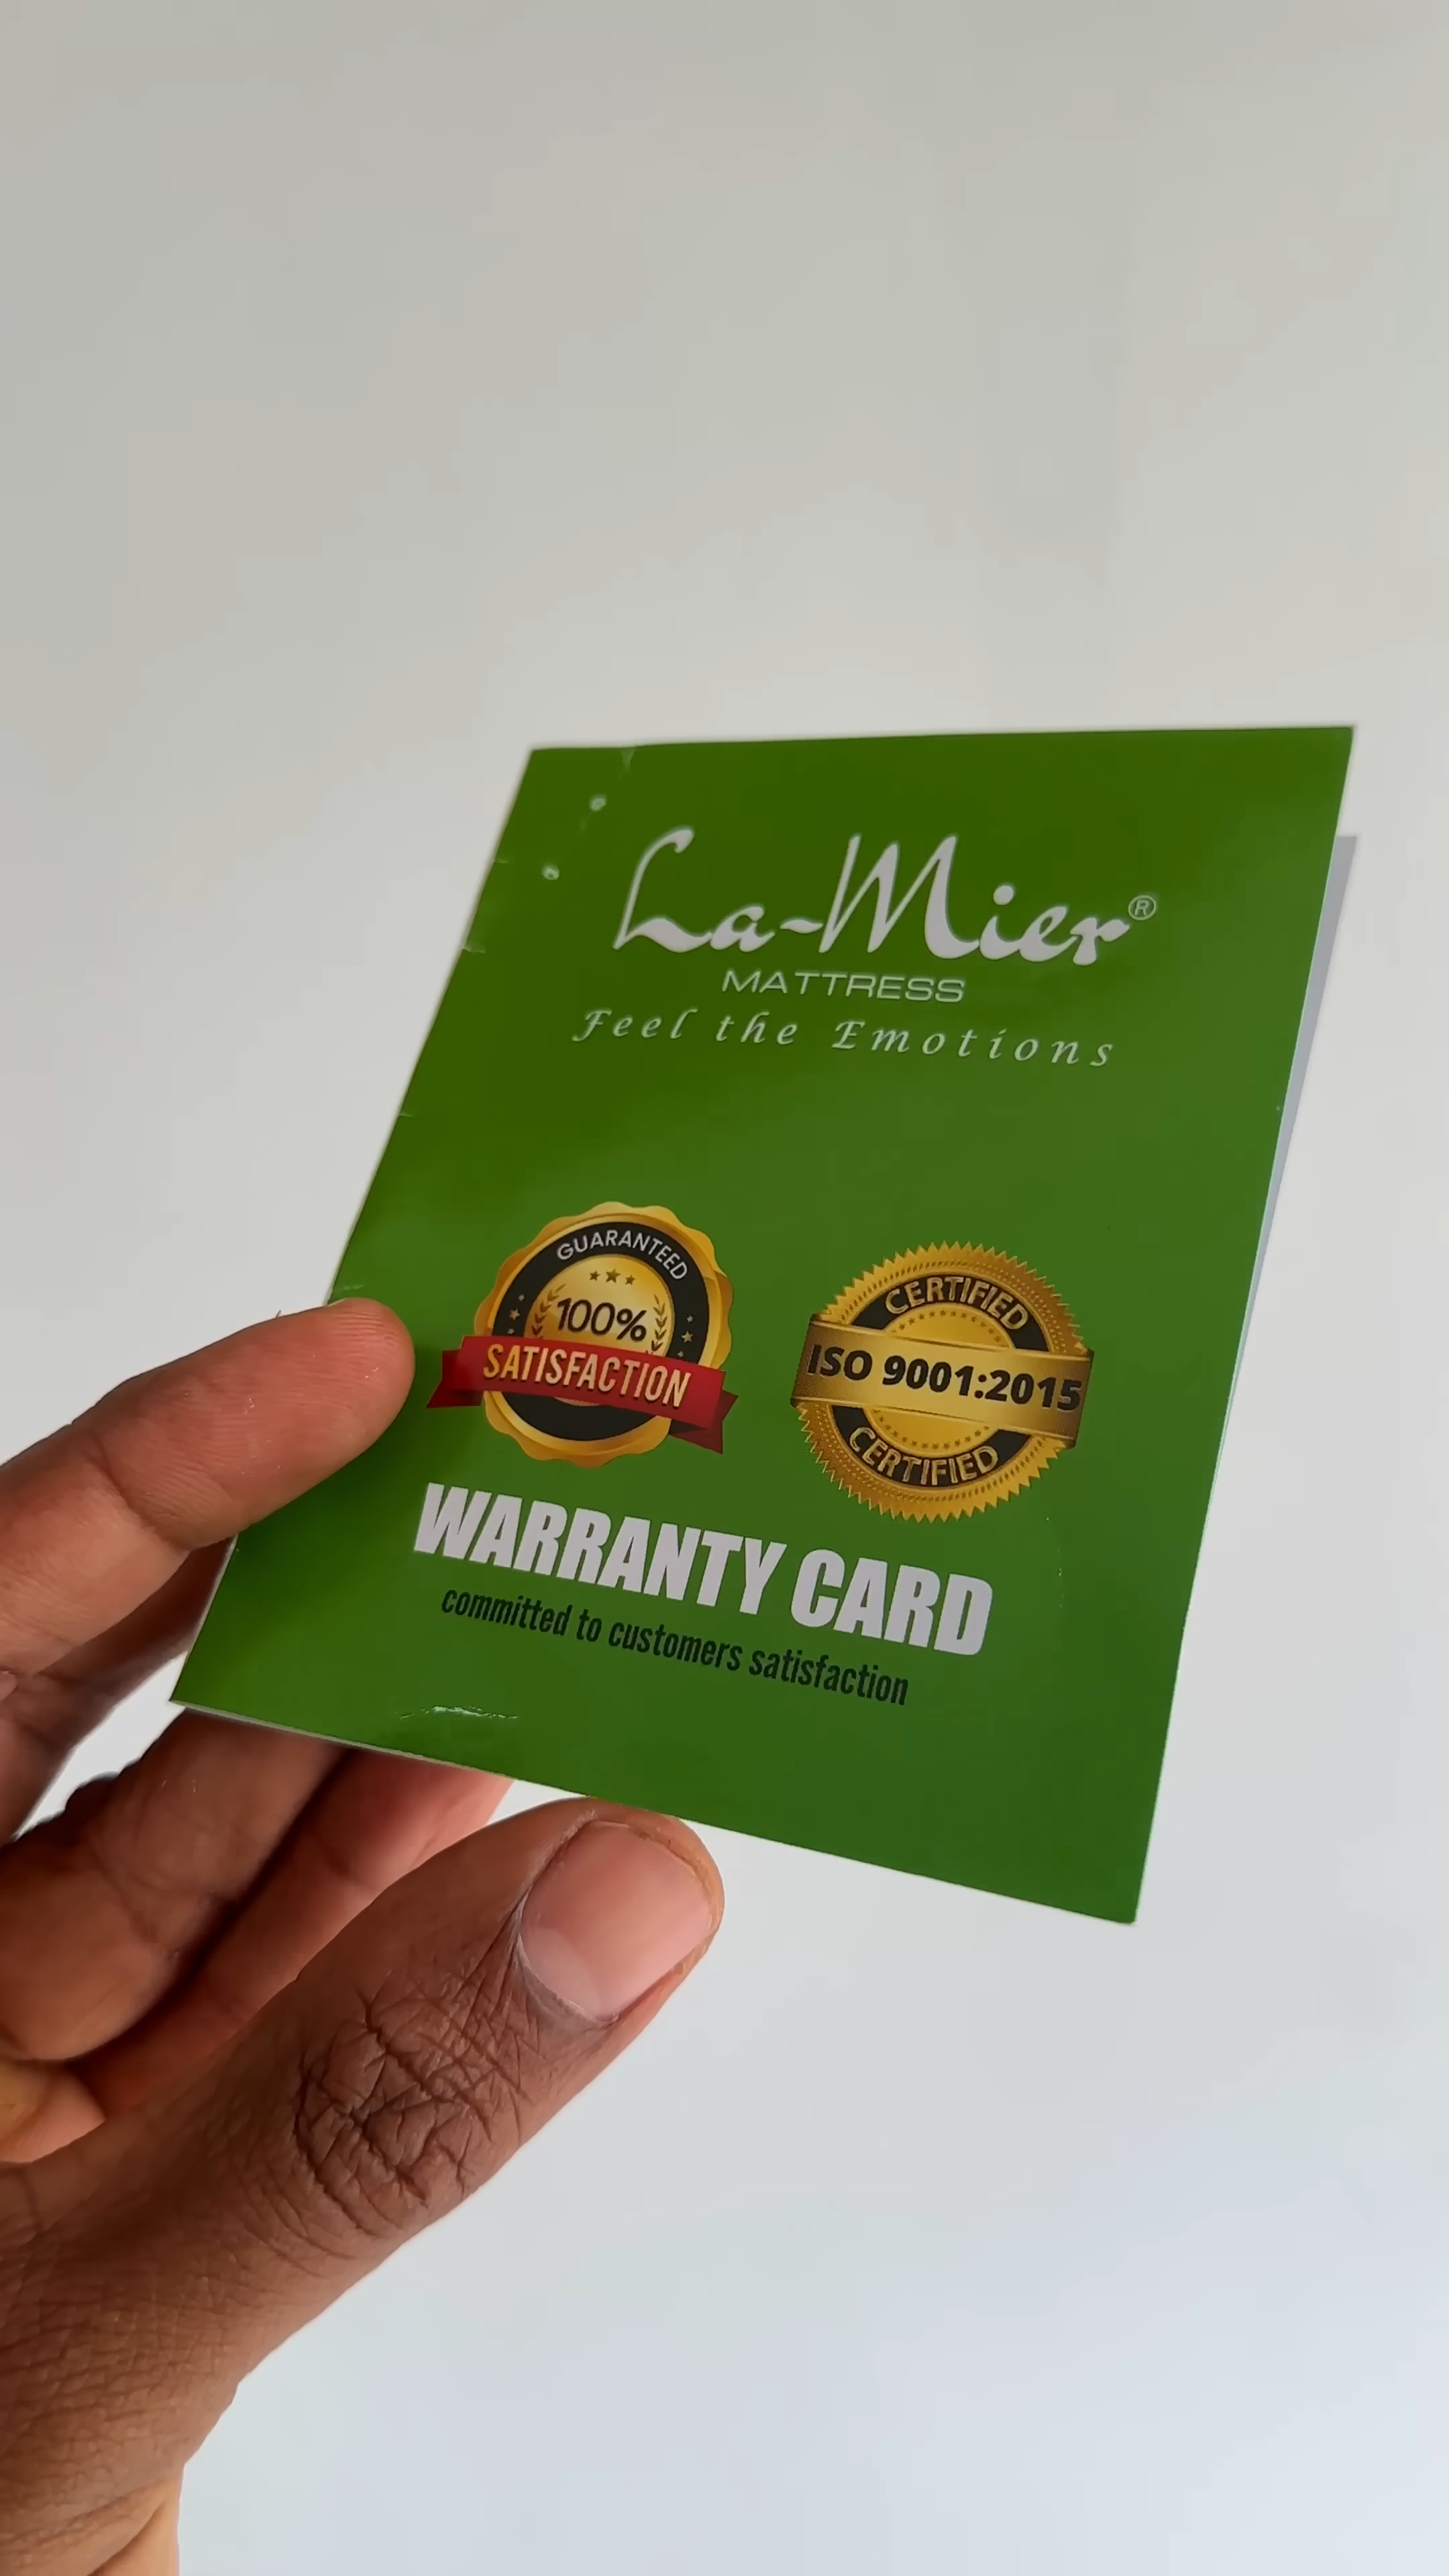 La-Mier®
MATTRESS
Feel the Emotions
GUARANTEED
100%
SATISFACTION
CERTIFIED
ISO 9001:2015
CERTIFIED
WARRANTY CARD
committed to customers satisfaction